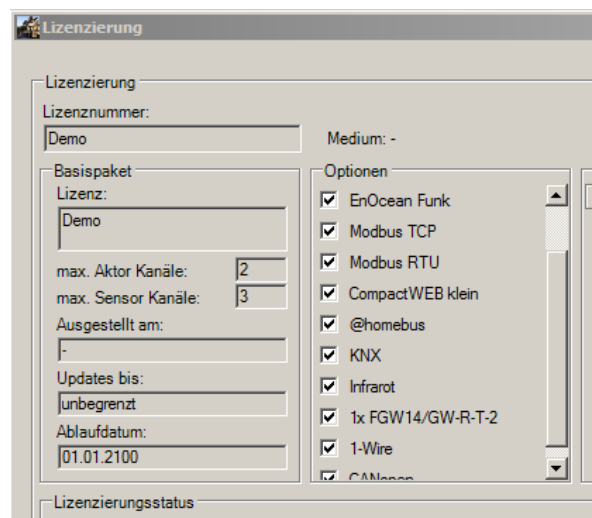 Lizenzierung
Lizenzierung
Lizenznummer:
Demo
Medium: -
Basispaket
Lizenz:
Demo
max. Aktor Kanäle: 2
max. Sensor Kanäle: 3
Ausgestellt am:
-
Updates bis:
unbegrenzt
Ablaufdatum:
01.01.2100
Optionen
EnOcean Funk
Modbus TCP
Modbus RTU
CompactWEB klein
@homebus
KNX
Infrarot
1x FGW14/GW-R-T-2
1-Wire
Lizenzierungsstatus